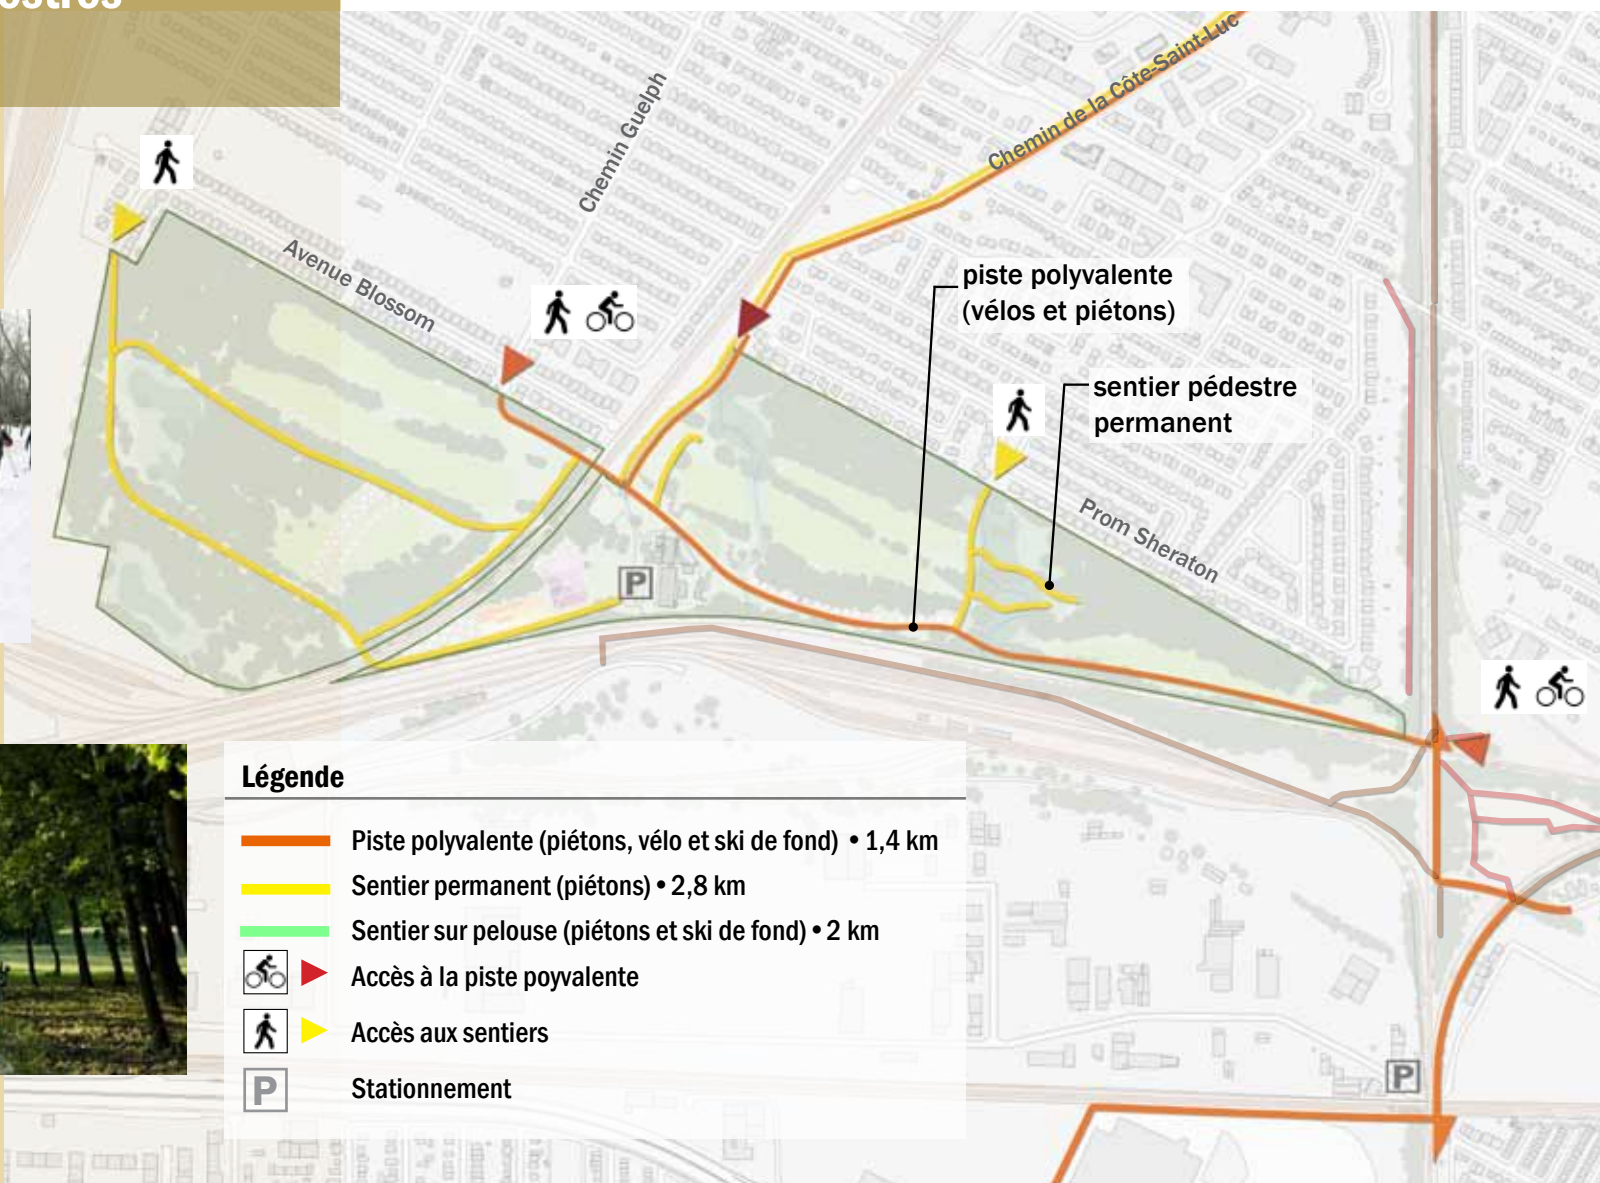 Chemin de la Côte-Saint-Luc
Chemin Guelph
Avenue Blossom
piste polyvalente
(vélos et piétons)
sentier pédestre
permanent
Prom Sheraton
P
Légende
Piste polyvalente (piétons, vélo et ski de fond) • 1,4 km
Sentier permanent (piétons) • 2,8 km
Sentier sur pelouse (piétons et ski de fond) • 2 km
Accès à la piste poyvalente
Accès aux sentiers
P Stationnement
P